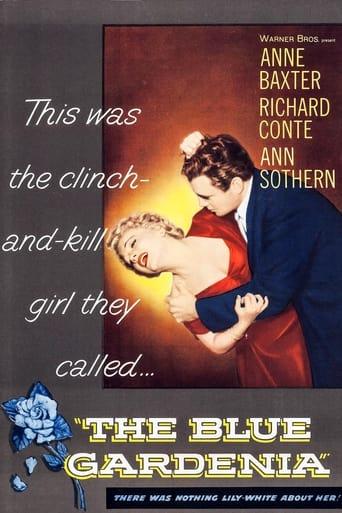 WARNER BROS. present
ANNE
BAXTER
RICHARD
CONTE
ANN
SOTHERN
This was
the clinch-
and-kill
girl they
called...
"THE BLUE
GARDENIA"
THERE WAS NOTHING LILY-WHITE ABOUT HER!